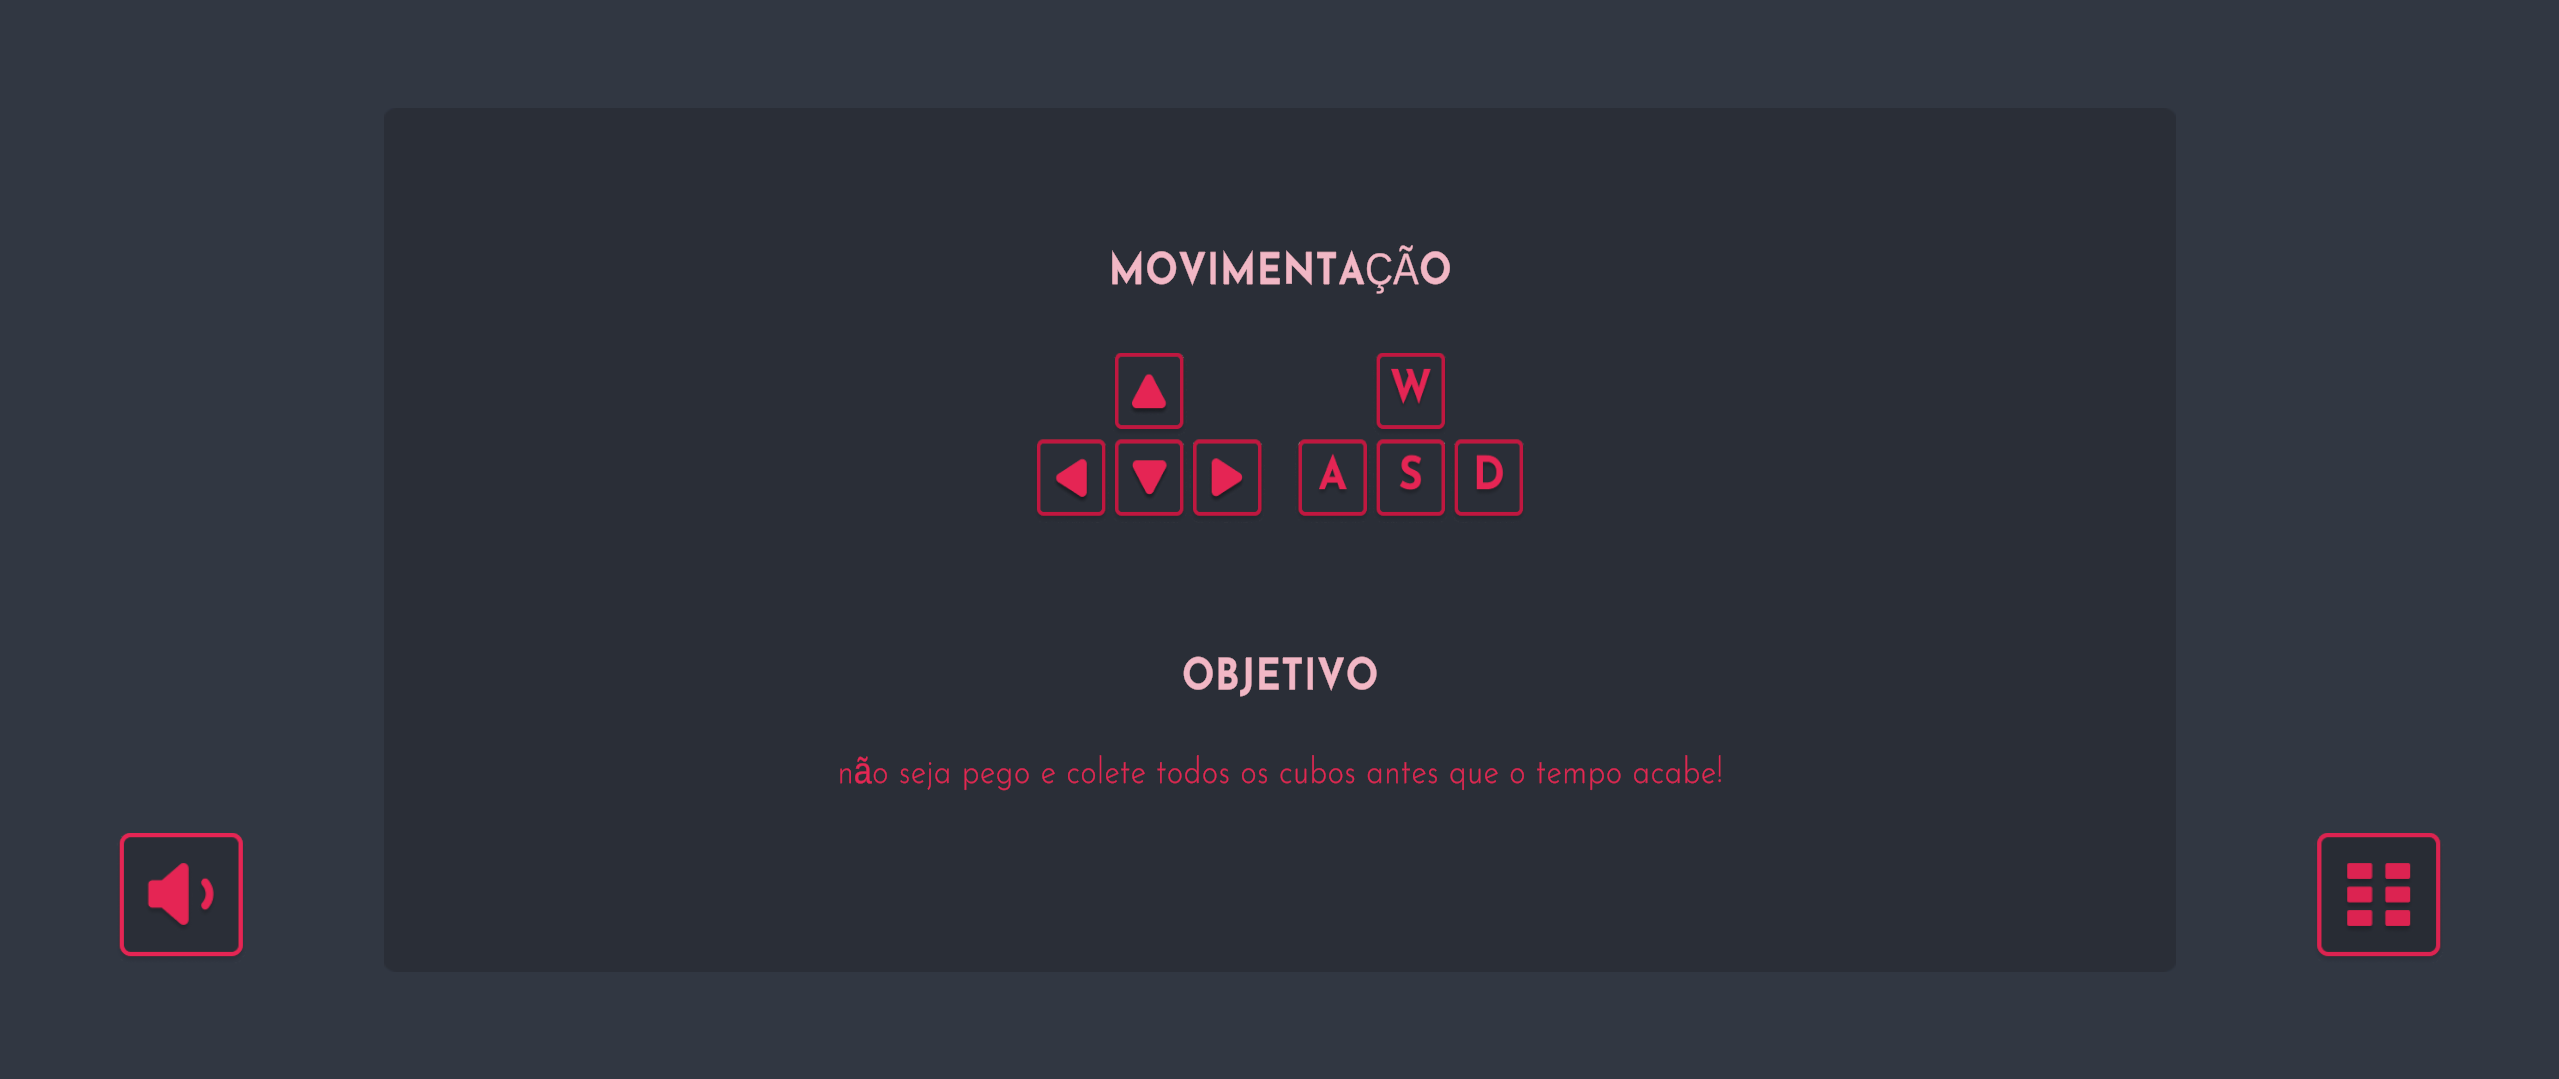 MOVIMENTAÇÃO
W
A S D
OBJETIVO
não seja pego e colete todos os cubos antes que o tempo acabe!